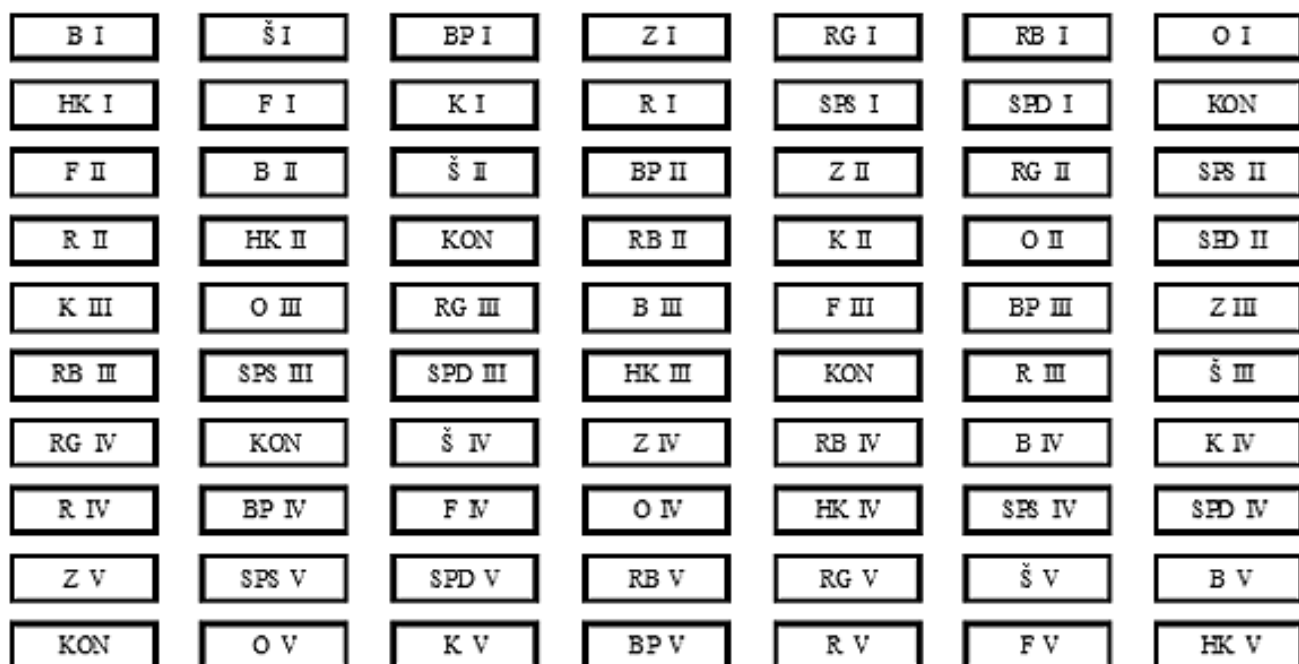 B I Š I BP I Z I RG I RB I O I
HK I F I K I R I SPS I SPD I KON
F II B II Š II BP II Z II RG II SPS II
R II HK II KON RB II K II O II SPD II
K III O III RG III B III F III BP III Z III
RB III SPS III SPD III HK III KON R III Š III
RG IV KON Š IV Z IV RB IV B IV K IV
R IV BP IV F IV O IV HK IV SPS IV SPD IV
Z V SPS V SPD V RB V RG V Š V B V
KON O V K V BP V R V F V HK V